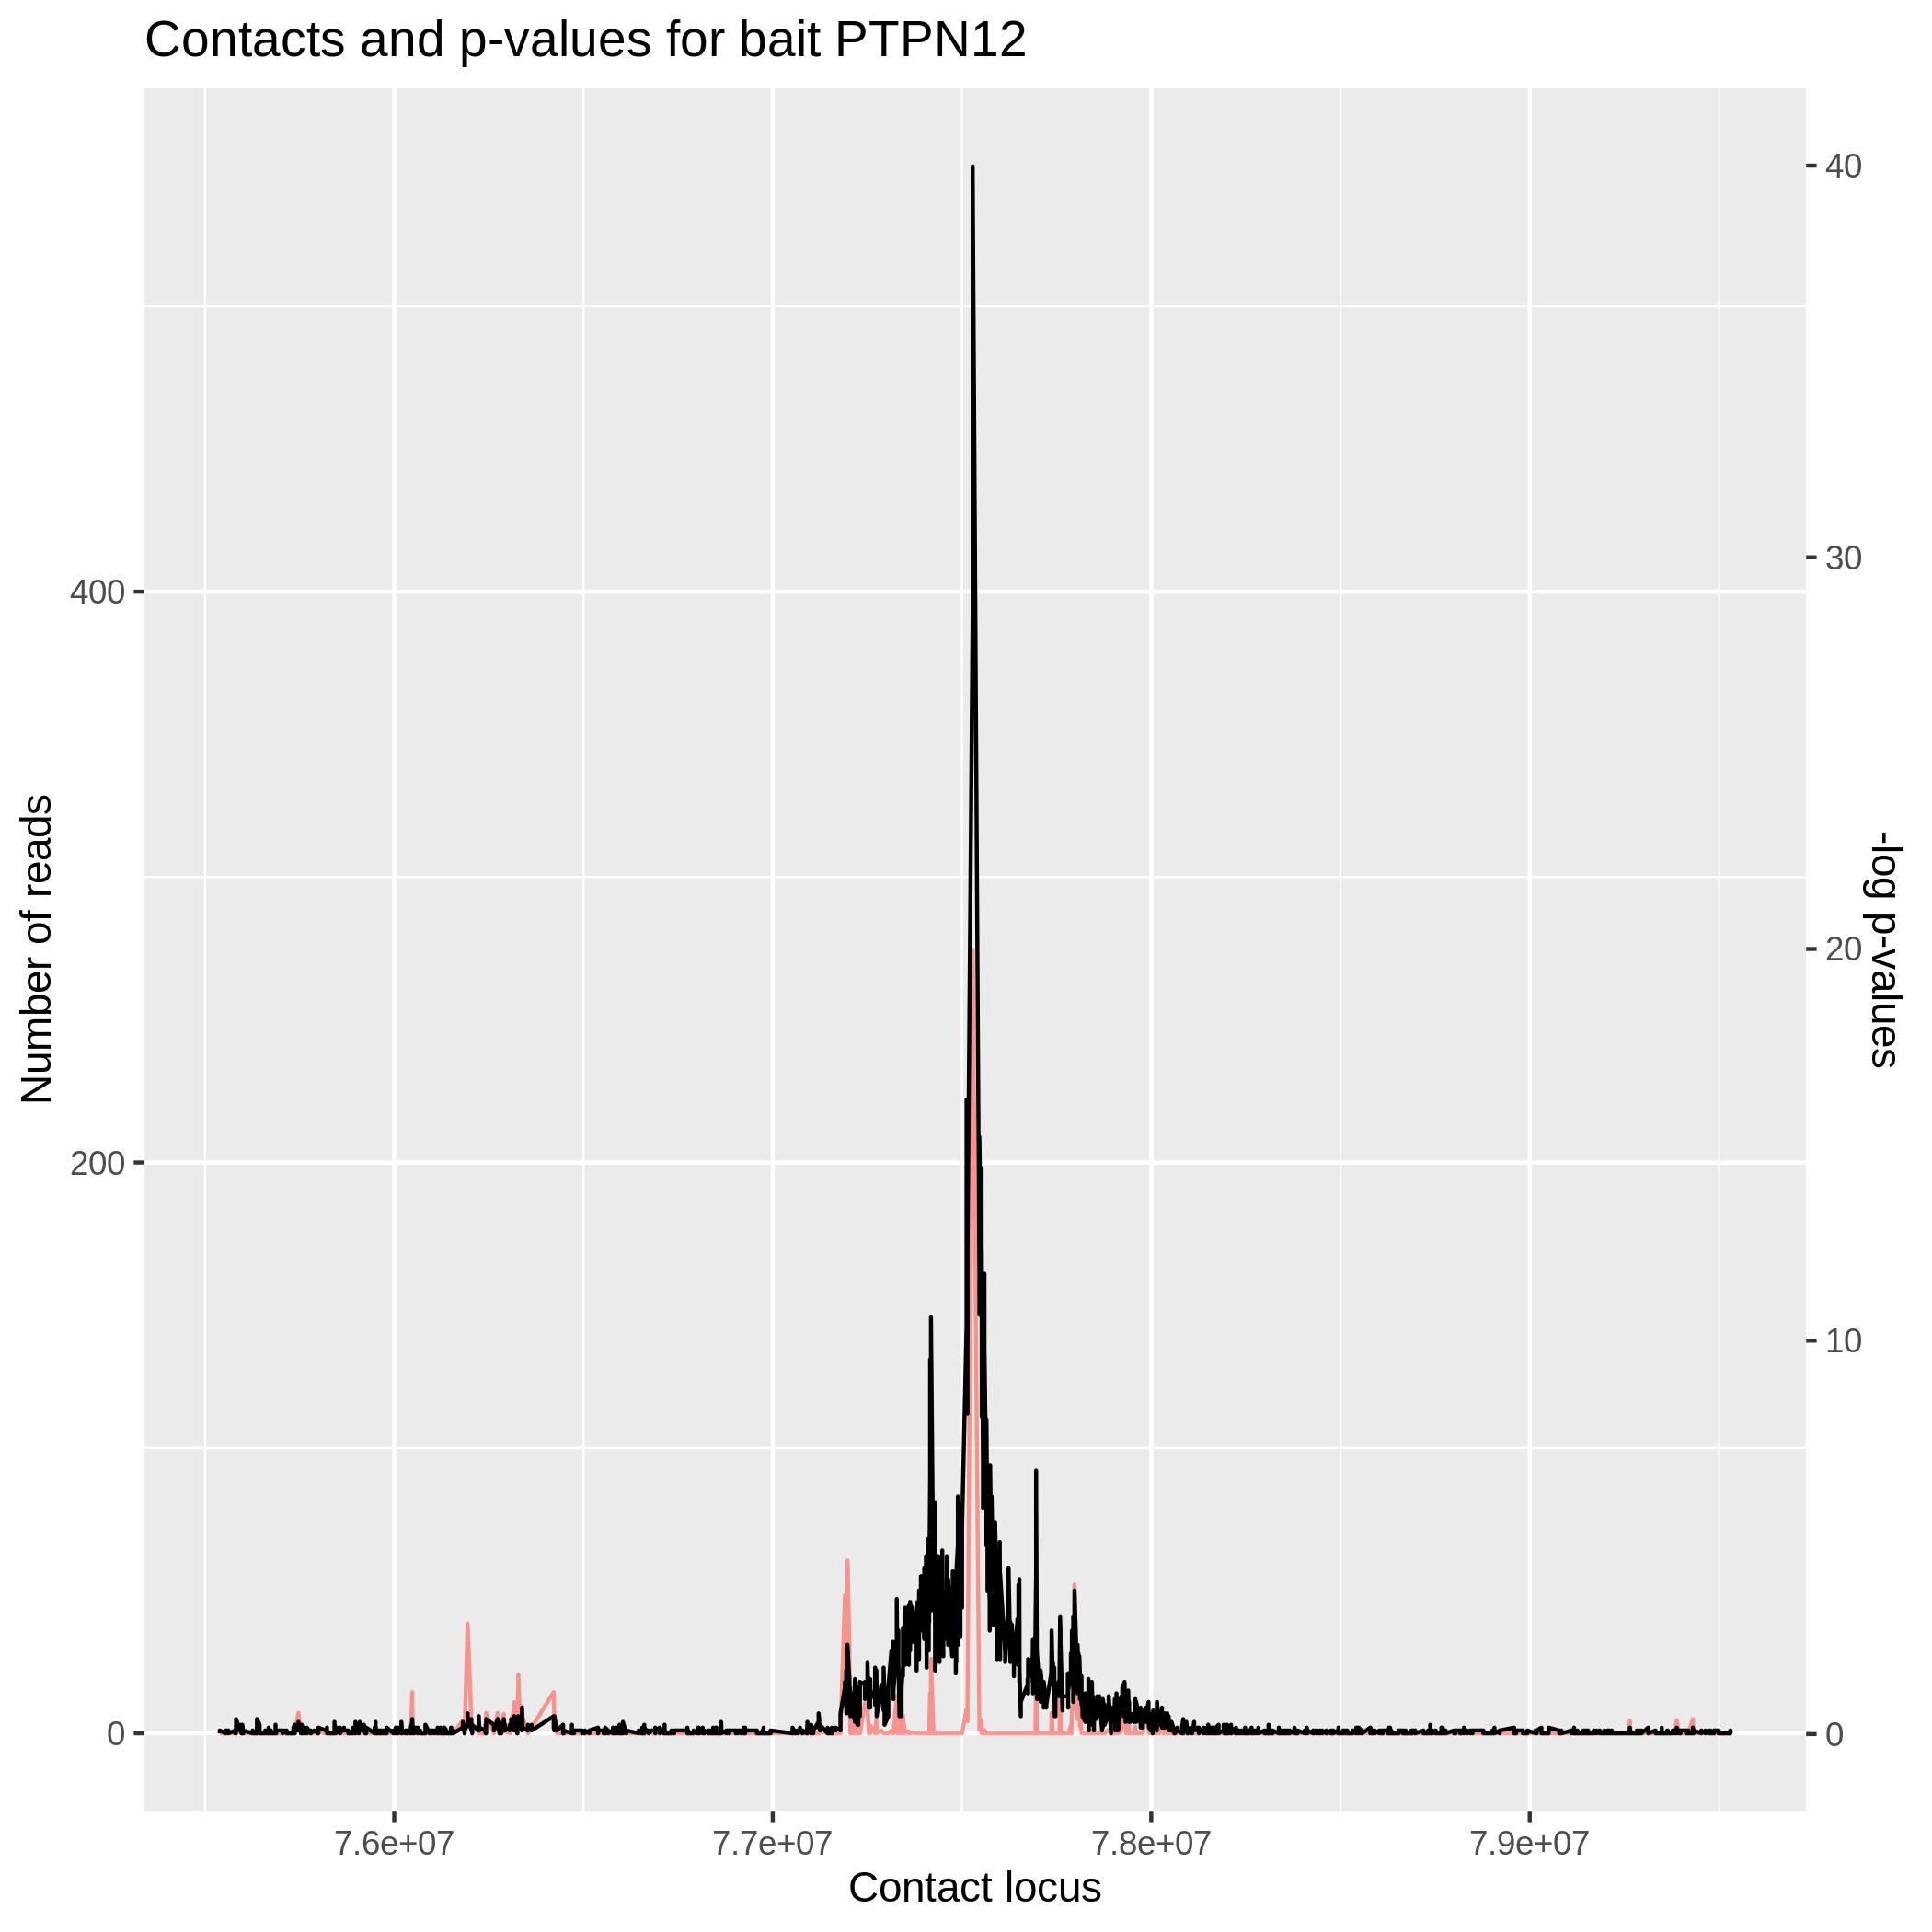 Contacts and p-values for bait PTPN12
Number of reads
400
200
0
40
30
20
10
0
-log p-values
7.6e+07
7.7e+07
7.8e+07
7.9e+07
Contact locus